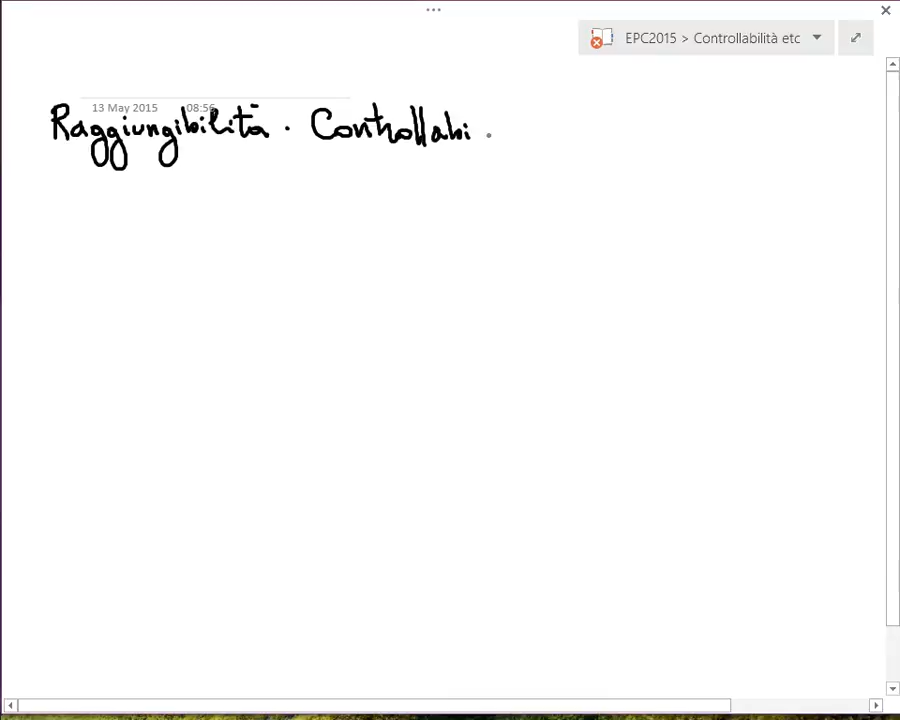 EPC2015 > Controllabilità etc
13 May 2015 08:56
Raggiungibilità . Controllabi